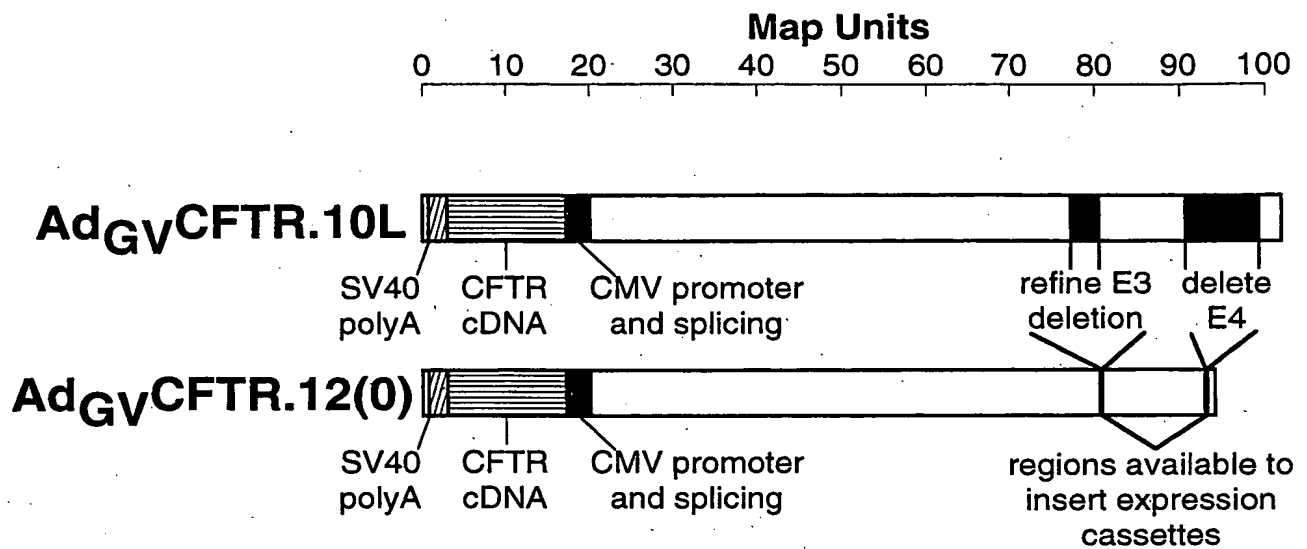 Map Units
0 10 20 30 40 50 60 70 80 90 100
AdGVCFTR.10L
SV40 polyA
CFTR cDNA
CMV promoter and splicing
refine E3 deletion
delete E4
AdGVCFTR.12(0)
SV40 polyA
CFTR cDNA
CMV promoter and splicing
regions available to insert expression cassettes